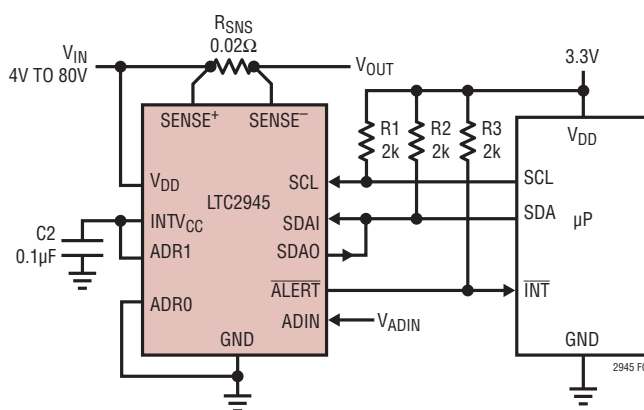 RSNS
0.02Ω
VIN
4V TO 80V
VOUT
3.3V
SENSE+
SENSE–
R1
2k
R2
2k
R3
2k
VDD
VDD
LTC2945
SCL
SCL
INTVCC
SDAI
SDA
µP
C2
0.1µF
ADR1
SDAO
ALERT
INT
ADR0
ADIN
VADIN
GND
GND
2945